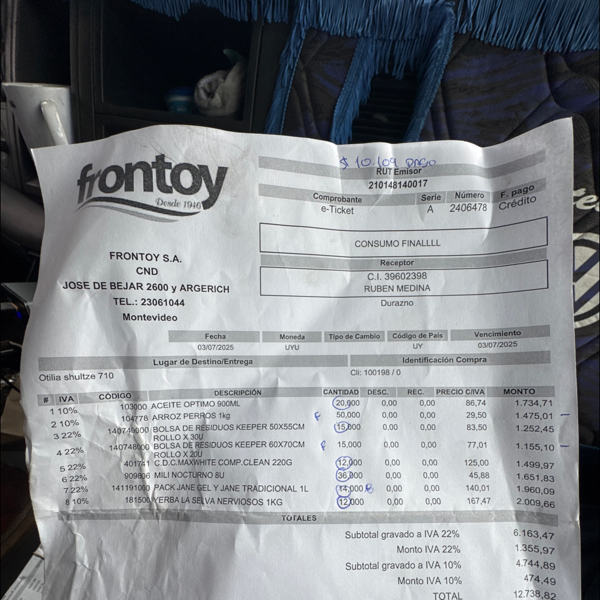 $ 10.109 pago
frontoy
Desde 1946
RUT Emisor
210148140017
Comprobante Serie Número F. pago
e-Ticket A 2406478 Crédito
CONSUMO FINALLLL
Receptor
C.I. 39602398
RUBEN MEDINA
Durazno
FRONTOY S.A.
CND
JOSE DE BEJAR 2600 y ARGERICH
TEL.: 23061044
Montevideo
Fecha Moneda Tipo de Cambio Código de País Vencimiento
03/07/2025 UYU UY 03/07/2025
Lugar de Destino/Entrega Identificación Compra
Otilia shultze 710 Cli: 100198 / 0
# IVA CÓDIGO DESCRIPCIÓN CANTIDAD DESC. REC. PRECIO C/IVA MONTO
1 10% 103000 ACEITE OPTIMO 900ML 20,000 0,00 0,00 86,74 1.734,71
2 10% 104778 ARROZ PERROS 1kg F 50,000 0,00 0,00 29,50 1.475,01 –
3 22% 140745000 BOLSA DE RESIDUOS KEEPER 50X55CM 15,000 0,00 0,00 83,50 1.252,45
ROLLO X 30U
4 22% 140748000 BOLSA DE RESIDUOS KEEPER 60X70CM F 15,000 0,00 0,00 77,01 1.155,10 –
ROLLO X 20U
5 22% 401741 C.D.C.MAXWHITE COMP.CLEAN 220G 12,000 0,00 0,00 125,00 1.499,97
6 22% 909806 MILI NOCTURNO 8U 36,000 0,00 0,00 45,88 1.651,83
7 22% 141191000 PACK JANE GEL Y JANE TRADICIONAL 1L 14,000 0,00 0,00 140,01 1.960,09
8 10% 181500 YERBA LA SELVA NERVIOSOS 1KG 12,000 0,00 0,00 167,47 2.009,66
TOTALES
Subtotal gravado a IVA 22% 6.163,47
Monto IVA 22% 1.355,97
Subtotal gravado a IVA 10% 4.744,89
Monto IVA 10% 474,49
TOTAL 12.738,82